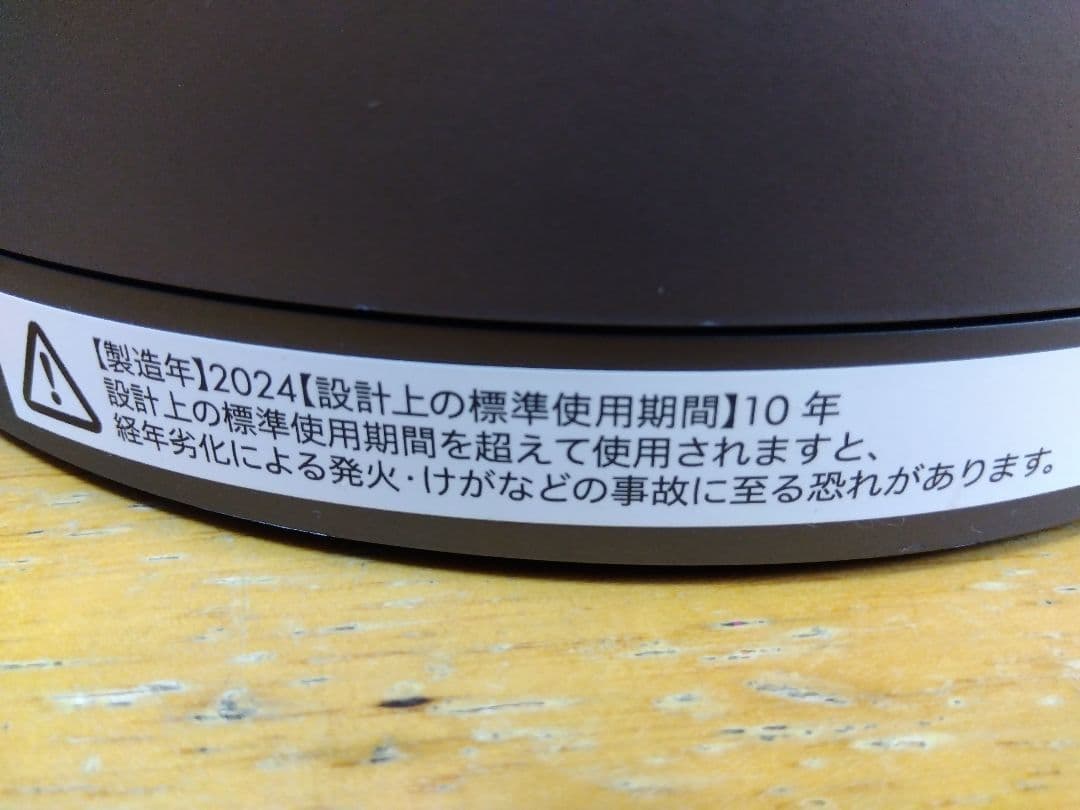 【製造年】2024【設計上の標準使用期間】10 年
設計上の標準使用期間を超えて使用されますと、
経年劣化による発火・けがなどの事故に至る恐れがあります。